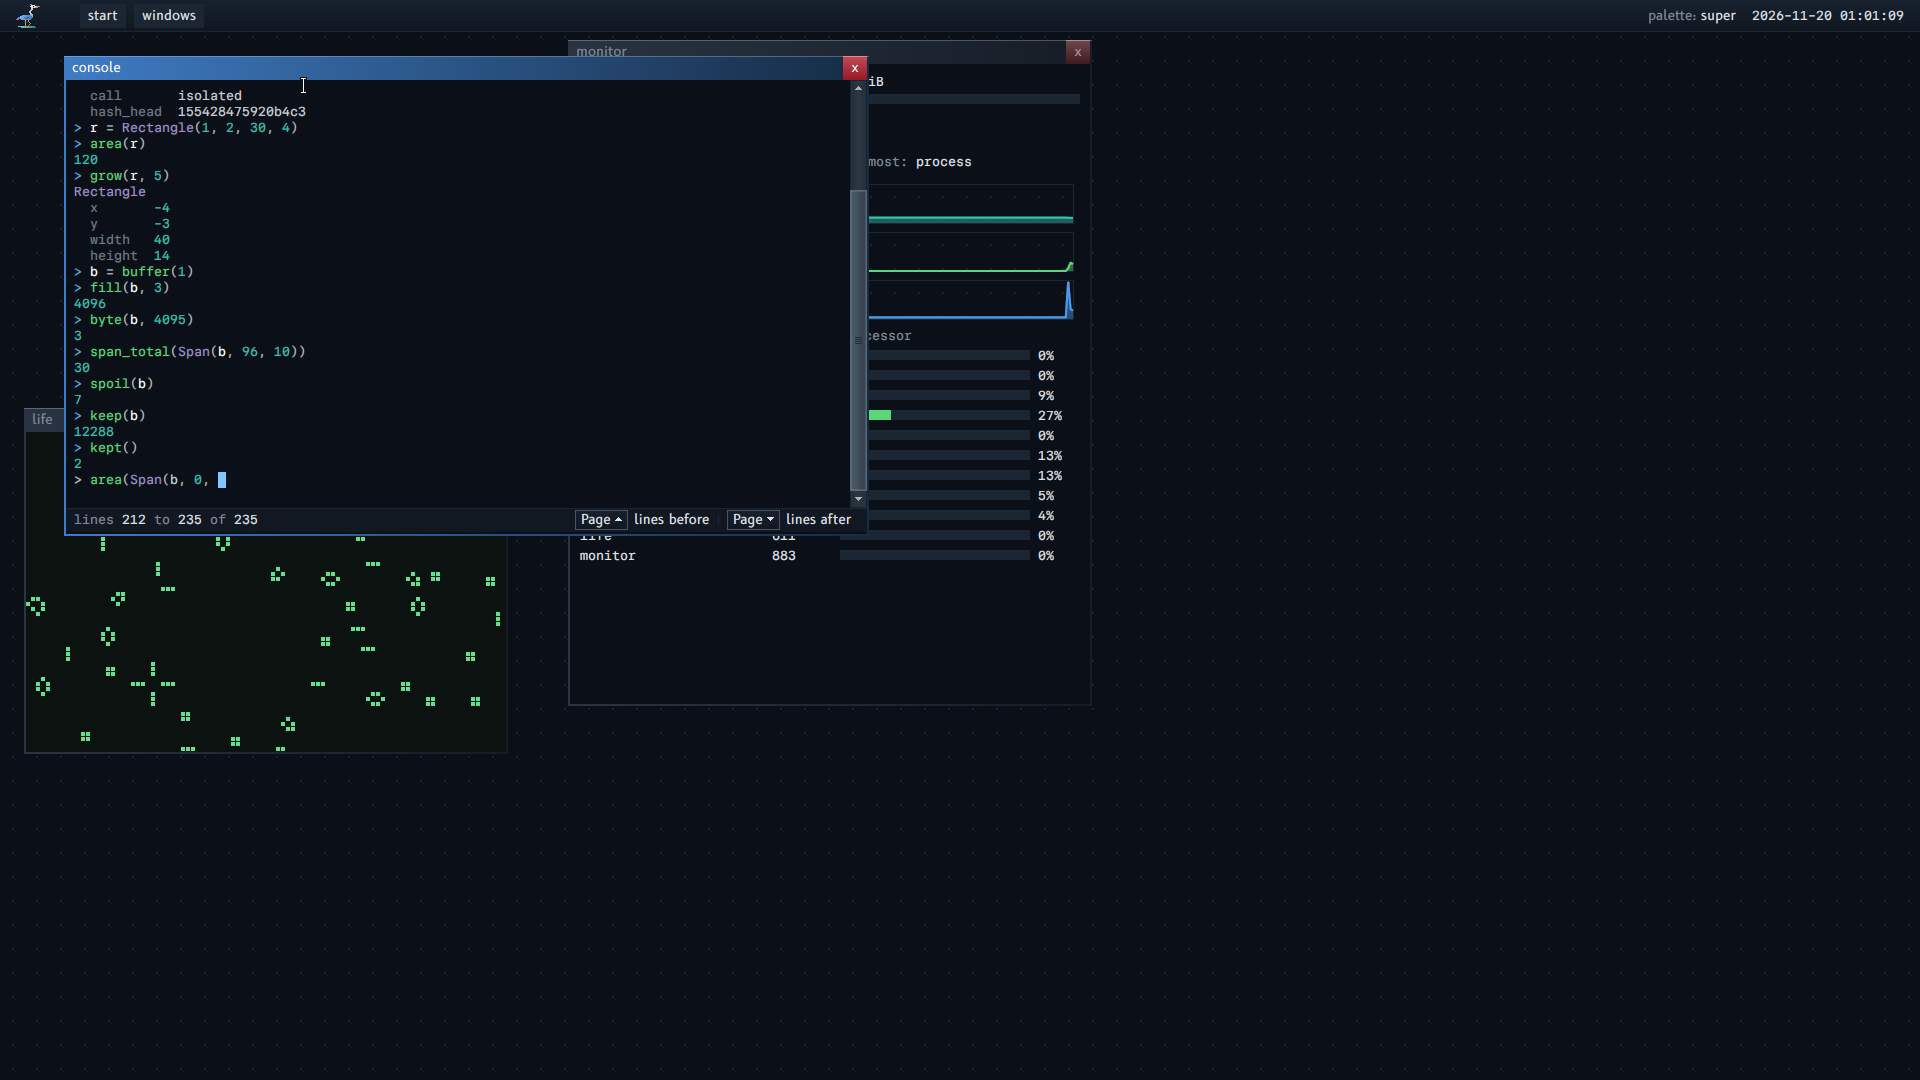 start windows palette: super 2026-11-20 01:01:09
monitor x
console x
iB
call isolated
hash_head 155428475920b4c3
> r = Rectangle(1, 2, 30, 4)
> area(r)
120
> grow(r, 5)
Rectangle
x -4
y -3
width 40
height 14
> b = buffer(1)
> fill(b, 3)
4096
> byte(b, 4095)
3
> span_total(Span(b, 96, 10))
30
> spoil(b)
7
> keep(b)
12288
> kept()
2
> area(Span(b, 0,
lines 212 to 235 of 235 Page lines before Page lines after
most: process
cessor
0%
0%
9%
27%
0%
13%
13%
5%
4%
life 611 0%
monitor 883 0%
life